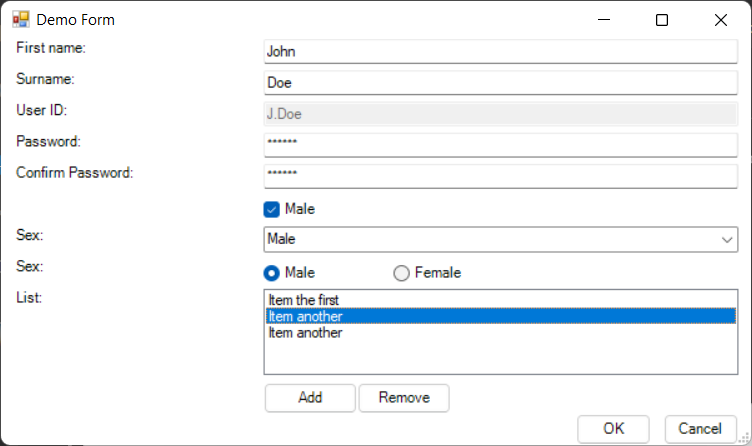 Demo Form
First name: John
Surname: Doe
User ID: J.Doe
Password: ******
Confirm Password: ******
Male
Sex: Male
Sex: Male Female
List: Item the first
Item another
Item another
Add Remove
OK Cancel